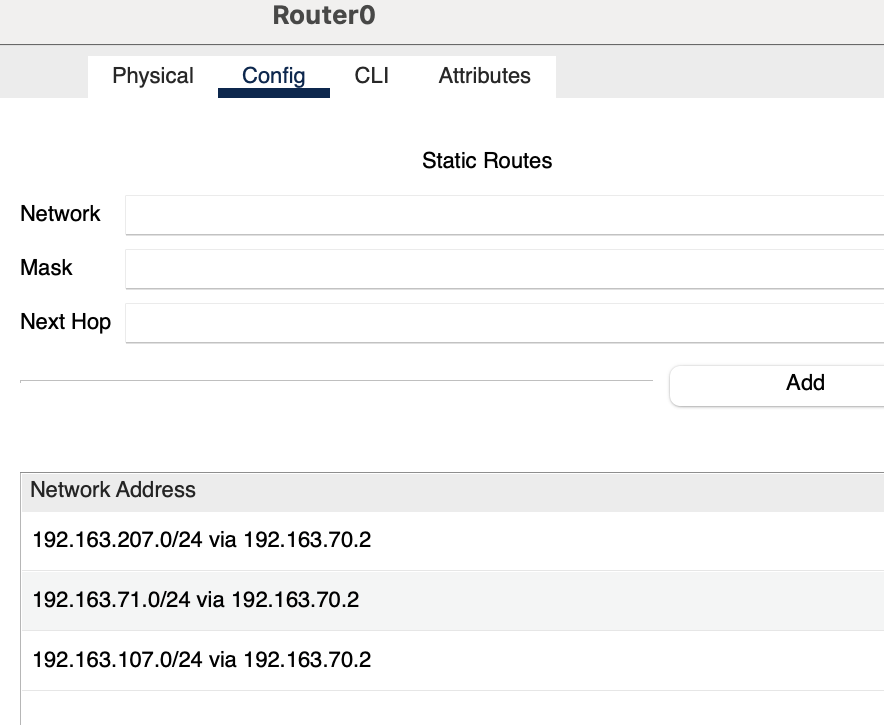 Router0
Physical Config CLI Attributes
Static Routes
Network
Mask
Next Hop
Add
Network Address
192.163.207.0/24 via 192.163.70.2
192.163.71.0/24 via 192.163.70.2
192.163.107.0/24 via 192.163.70.2